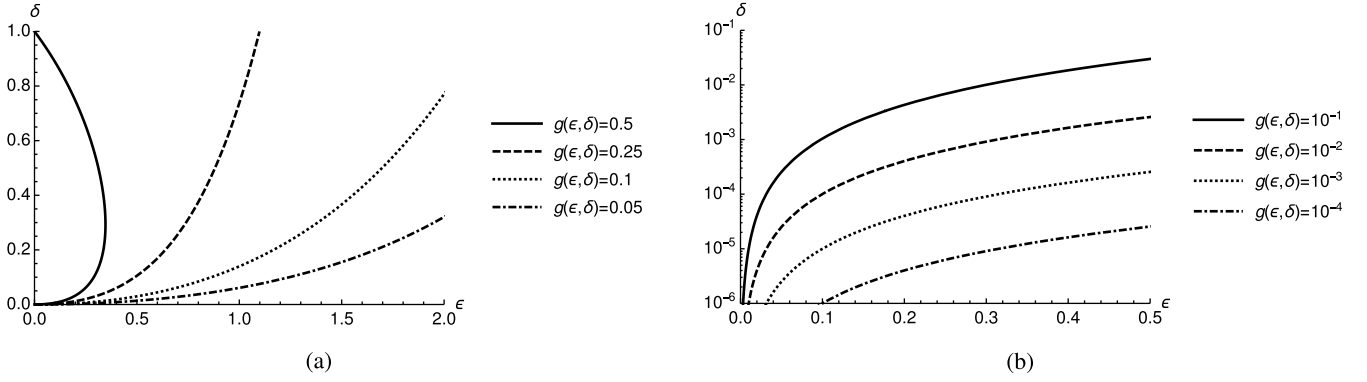 δ
1.0
0.8
0.6
0.4
0.2
0.0
0.0 0.5 1.0 1.5 2.0
ϵ
g(ϵ,δ)=0.5
g(ϵ,δ)=0.25
g(ϵ,δ)=0.1
g(ϵ,δ)=0.05
(a)
δ
10⁻¹
10⁻²
10⁻³
10⁻⁴
10⁻⁵
10⁻⁶
0.0 0.1 0.2 0.3 0.4 0.5
ϵ
g(ϵ,δ)=10⁻¹
g(ϵ,δ)=10⁻²
g(ϵ,δ)=10⁻³
g(ϵ,δ)=10⁻⁴
(b)